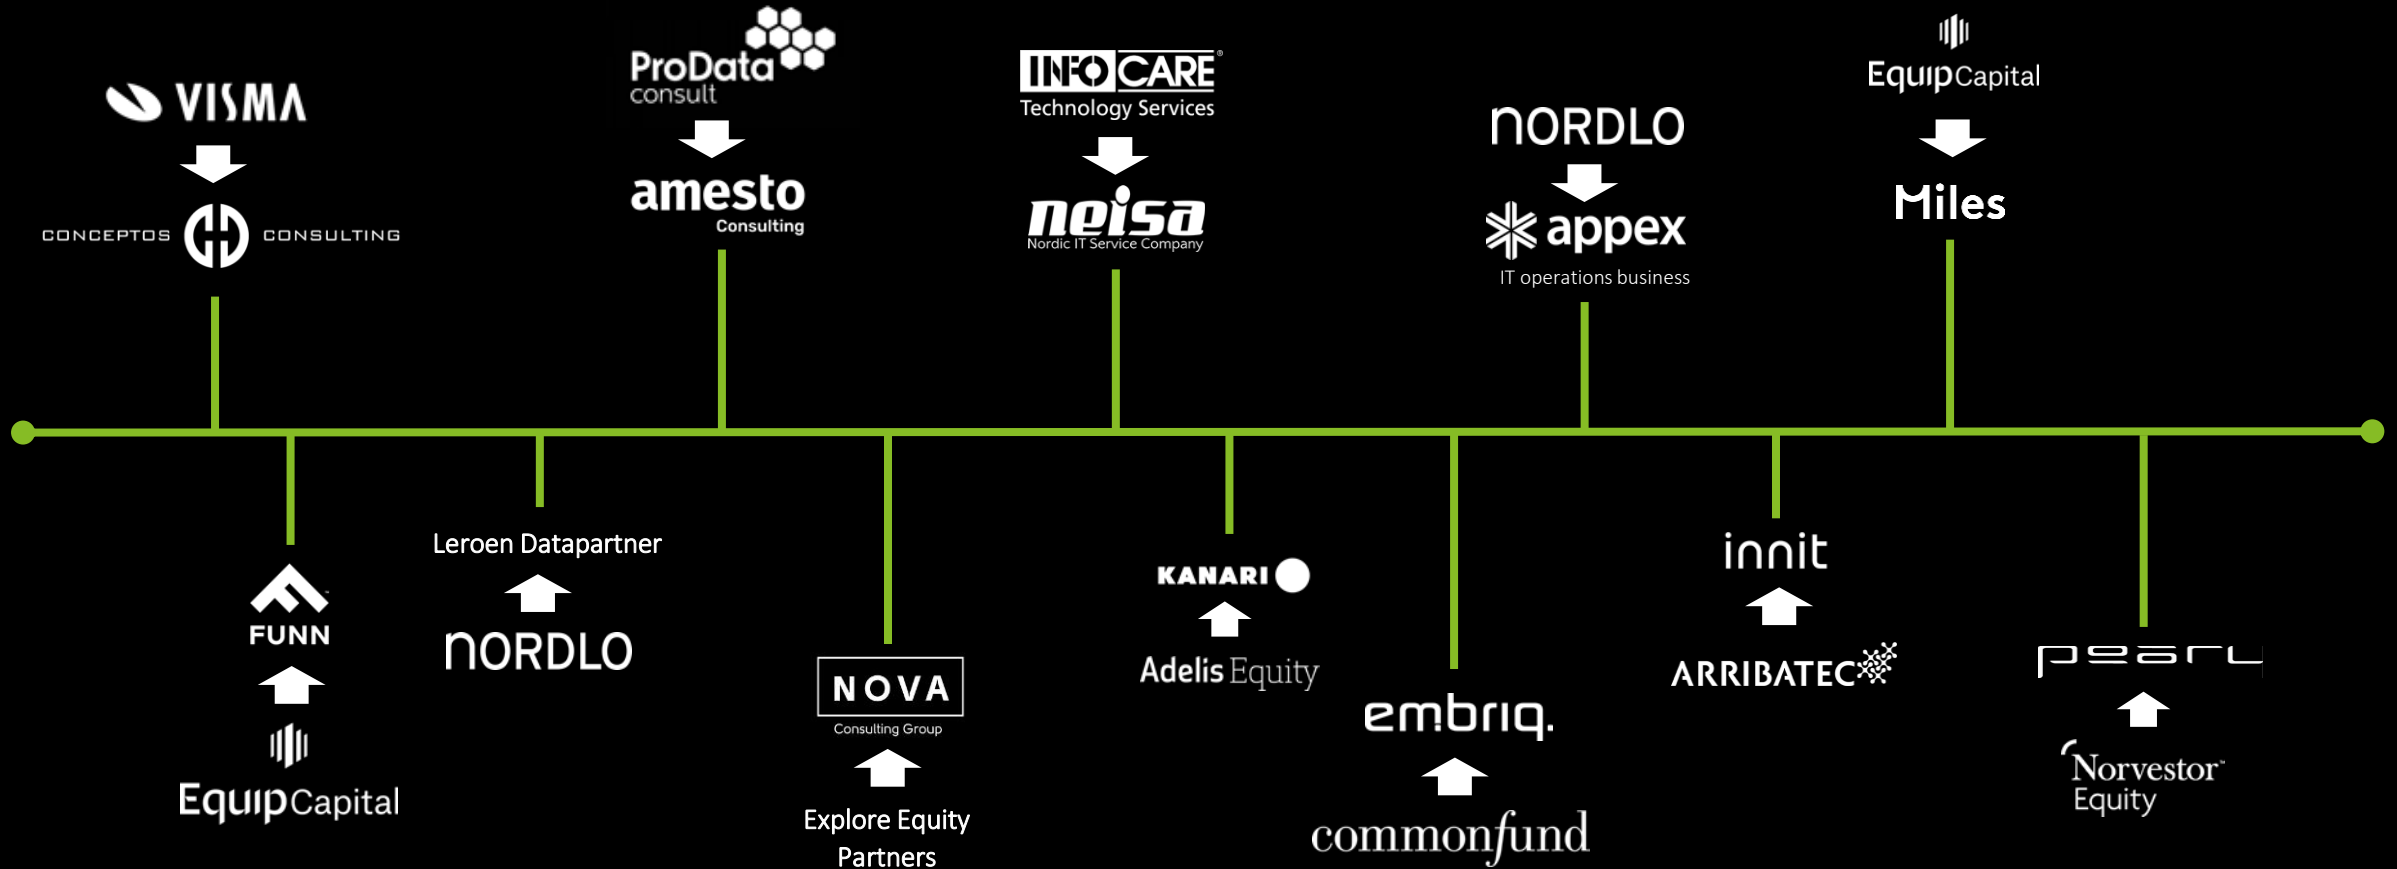 VISMA
CONCEPTOS CONSULTING
ProData
consult
amesto
Consulting
INFOCARE®
Technology Services
neisa
Nordic IT Service Company
NORDLO
appex
IT operations business
EquipCapital
Miles
FUNN
EquipCapital
Leroen Datapartner
NORDLO
NOVA
Consulting Group
Explore Equity
Partners
KANARI
Adelis Equity
embriq.
commonfund
innit
ARRIBATEC
pearl
Norvestor™
Equity